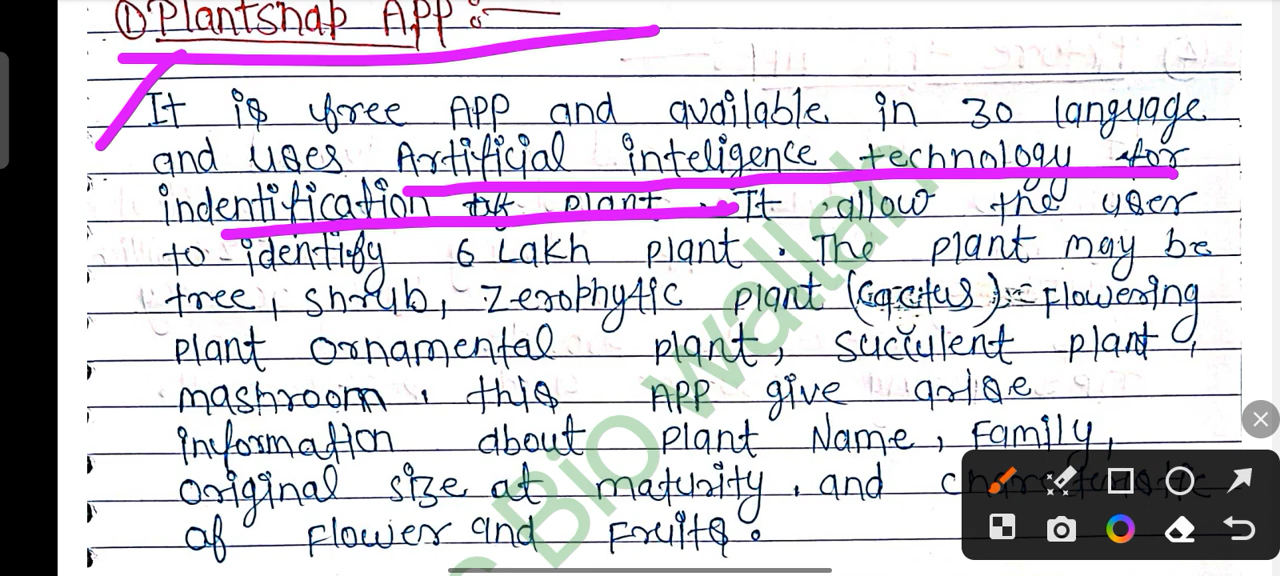 ① Plantsnap APP :-
It is free APP and available in 30 language
and uses Artificial inteligence technology for
indentification plant. It allow the user
to identify 6 Lakh plant. The plant may be
tree, shrub, Zerophytic plant (cactus) flowering
plant ornamental plant, succulent plant,
mashroom, this APP give
information about plant Name, Family,
original size at maturity, and characteristic
of Flower and Fruits.
BiO wallah